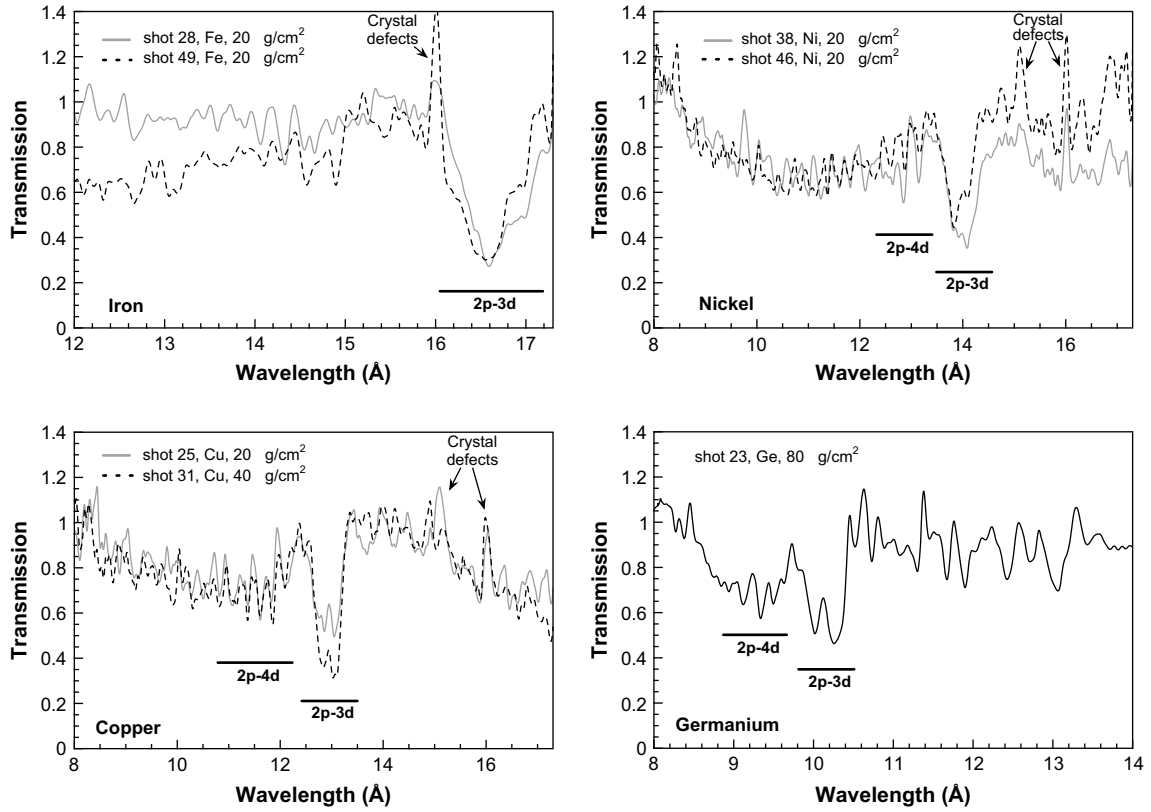 shot 28, Fe, 20 g/cm²
shot 49, Fe, 20 g/cm²
Crystal
defects
2p-3d
Iron
Transmission
0
0.2
0.4
0.6
0.8
1
1.2
1.4
12
13
14
15
16
17
Wavelength (Å)
shot 38, Ni, 20 g/cm²
shot 46, Ni, 20 g/cm²
Crystal
defects
2p-4d
2p-3d
Nickel
Transmission
0
0.2
0.4
0.6
0.8
1
1.2
1.4
8
10
12
14
16
Wavelength (Å)
shot 25, Cu, 20 g/cm²
shot 31, Cu, 40 g/cm²
Crystal
defects
2p-4d
2p-3d
Copper
Transmission
0
0.2
0.4
0.6
0.8
1
1.2
1.4
8
10
12
14
16
Wavelength (Å)
shot 23, Ge, 80 g/cm²
2p-4d
2p-3d
Germanium
Transmission
0
0.2
0.4
0.6
0.8
1
1.2
1.4
8
9
10
11
12
13
14
Wavelength (Å)